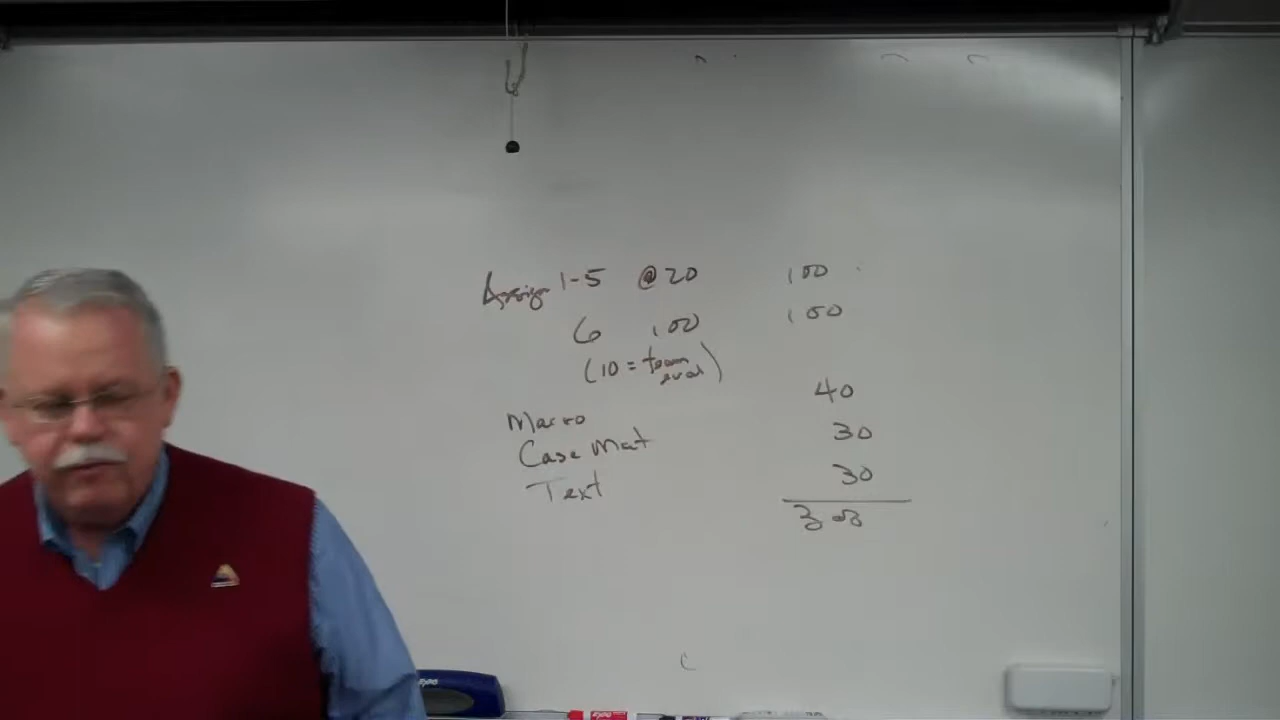 Assign 1-5 @20 100
6 100 100
(10 = team eval)
Macro 40
Case Mat 30
Text 30
300
EXPO